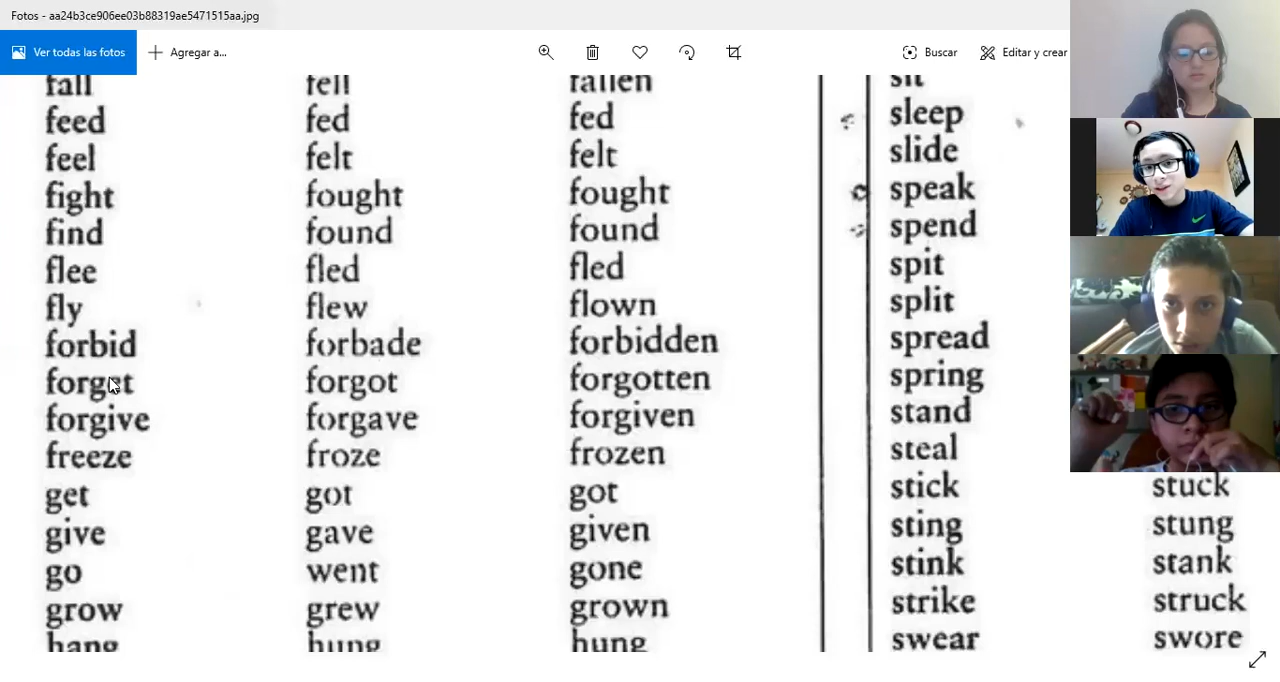 Fotos - aa24b3ce906ee03b88319ae5471515aa.jpg
Ver todas las fotos Agregar a... Buscar Editar y crear
fall fell fallen sit
feed fed fed sleep
feel felt felt slide
fight fought fought speak
find found found spend
flee fled fled spit
fly flew flown split
forbid forbade forbidden spread
forget forgot forgotten spring
forgive forgave forgiven stand
freeze froze frozen steal
get got got stick stuck
give gave given sting stung
go went gone stink stank
grow grew grown strike struck
hang hung hung swear swore